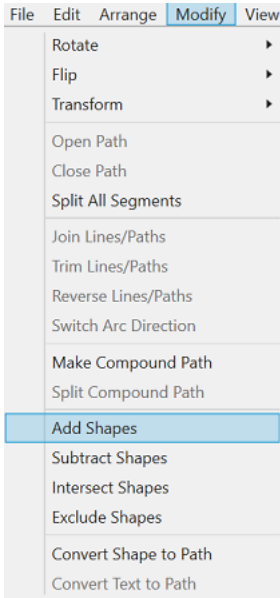 File Edit Arrange Modify View
Rotate
Flip
Transform
Open Path
Close Path
Split All Segments
Join Lines/Paths
Trim Lines/Paths
Reverse Lines/Paths
Switch Arc Direction
Make Compound Path
Split Compound Path
Add Shapes
Subtract Shapes
Intersect Shapes
Exclude Shapes
Convert Shape to Path
Convert Text to Path